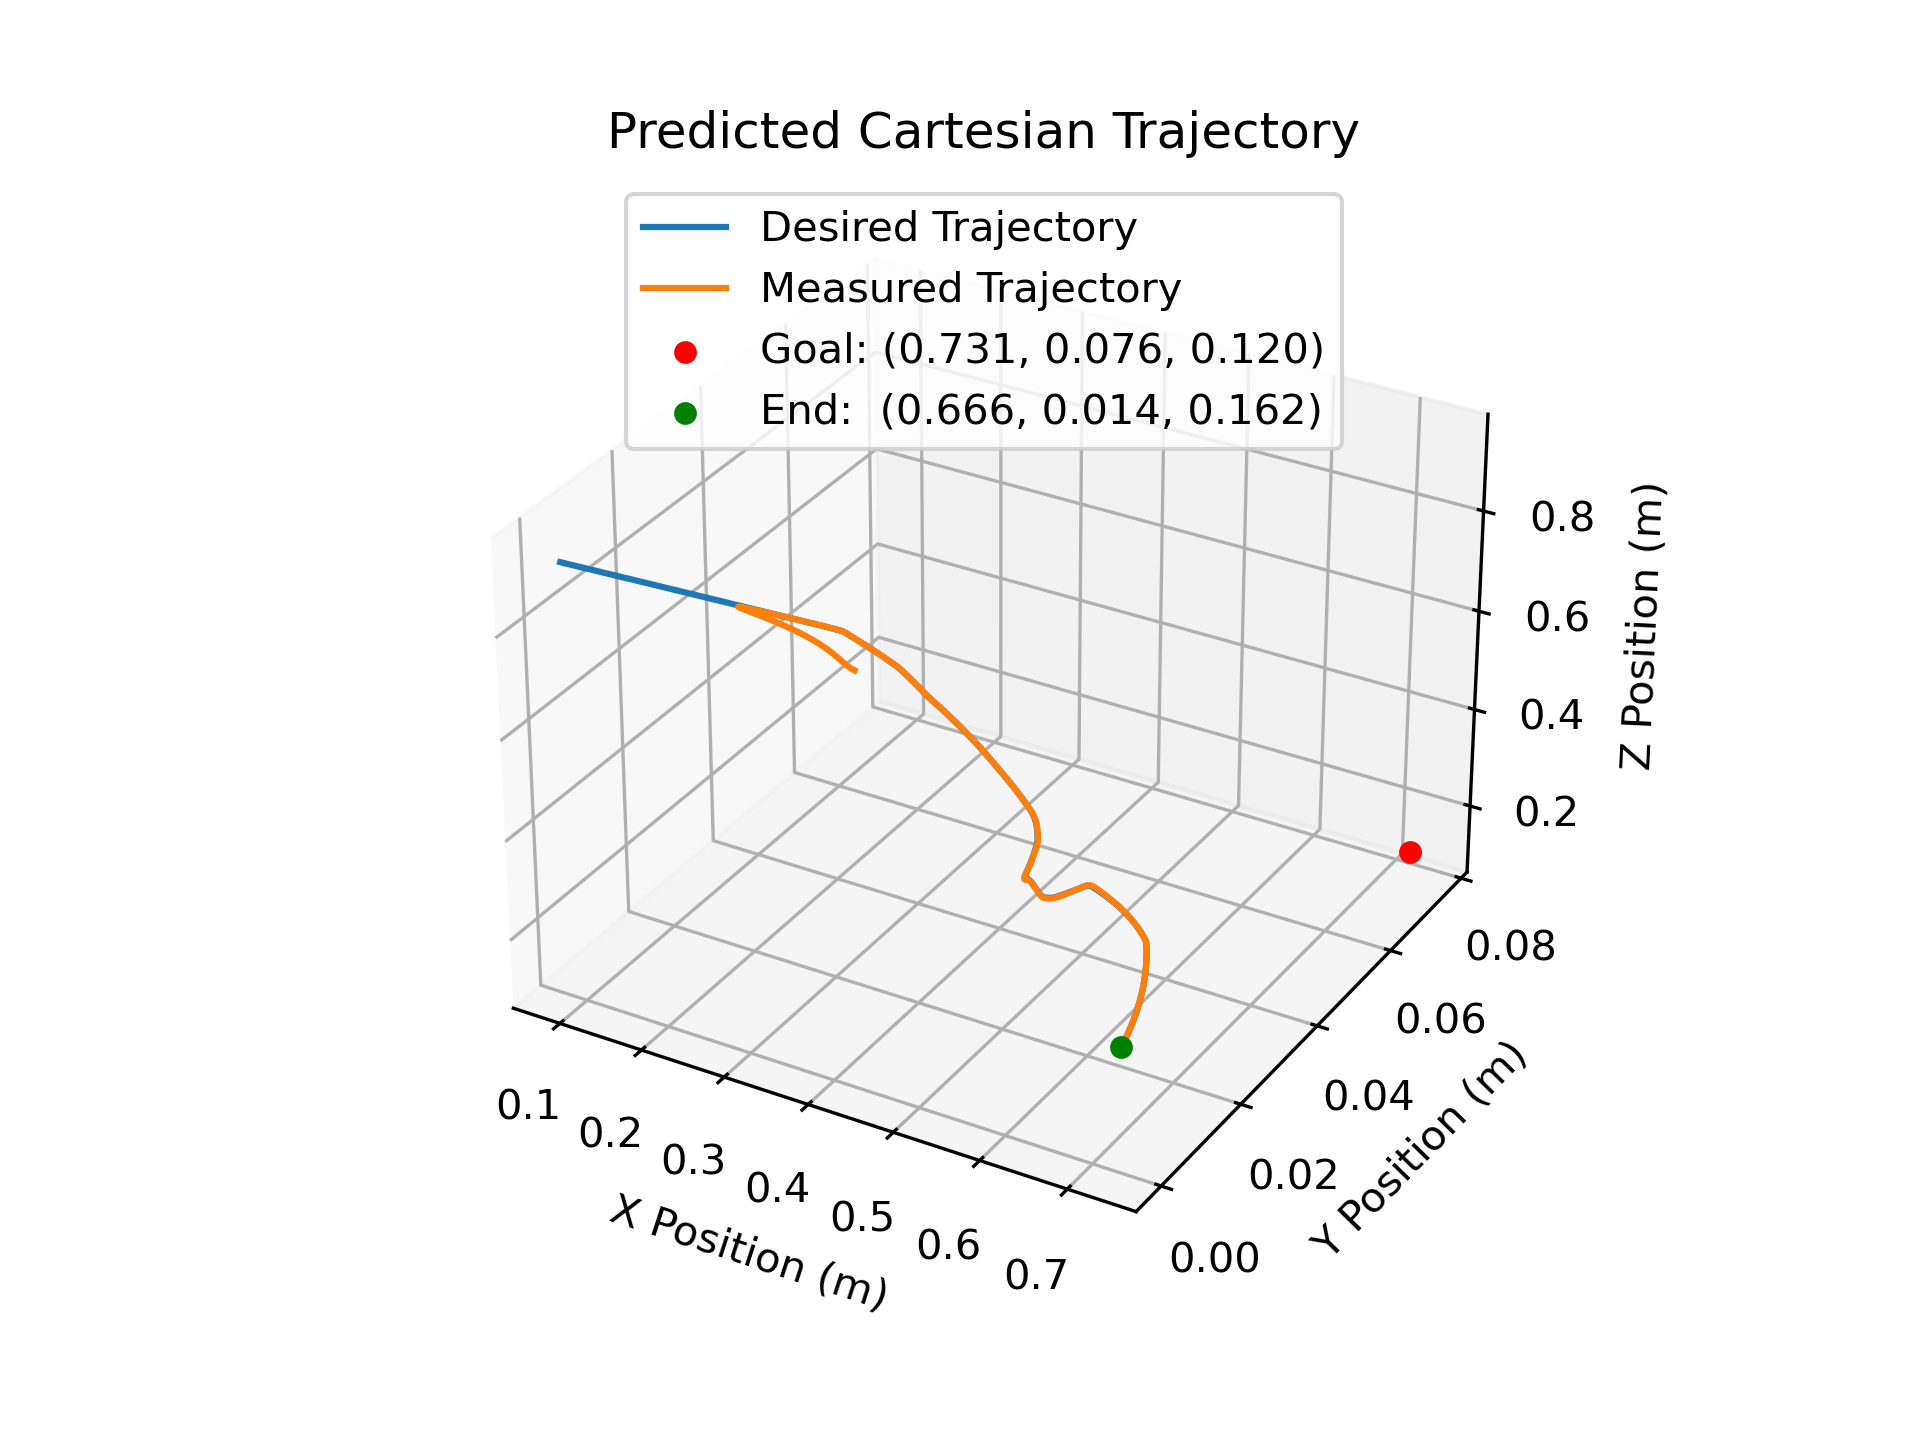 Predicted Cartesian Trajectory
Desired Trajectory
Measured Trajectory
Goal: (0.731, 0.076, 0.120)
End: (0.666, 0.014, 0.162)
0.8
0.6
0.4
0.2
Z Position (m)
0.08
0.06
0.04
0.02
0.00
Y Position (m)
0.1
0.2
0.3
0.4
0.5
0.6
0.7
X Position (m)